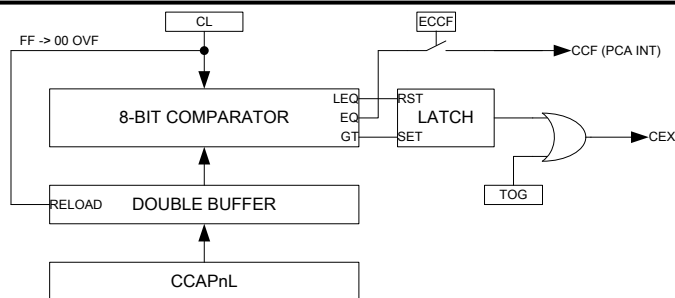 CL
ECCF
FF -> 00 OVF
CCF (PCA INT)
8-BIT COMPARATOR
LEQ
EQ
GT
RST
SET
LATCH
CEX
TOG
RELOAD
DOUBLE BUFFER
CCAPnL